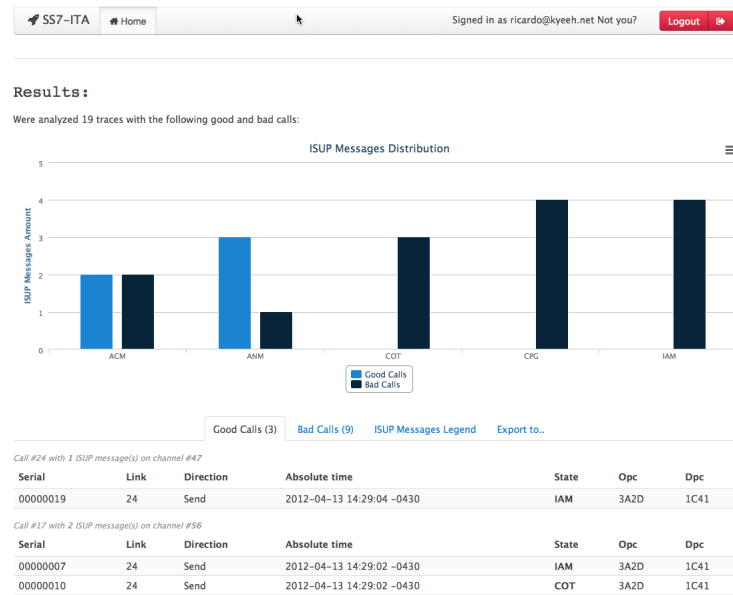 SS7-ITA Home Signed in as ricardo@kyeeh.net Not you? Logout
Results:
Were analyzed 19 traces with the following good and bad calls:
ISUP Messages Distribution
ISUP Messages Amount
5
4
3
2
1
0
ACM ANM COT CPG IAM
Good Calls
Bad Calls
Good Calls (3) Bad Calls (9) ISUP Messages Legend Export to..
Call #24 with 1 ISUP message(s) on channel #47
Serial Link Direction Absolute time State Opc Dpc
00000019 24 Send 2012-04-13 14:29:04 -0430 IAM 3A2D 1C41
Call #17 with 2 ISUP message(s) on channel #56
Serial Link Direction Absolute time State Opc Dpc
00000007 24 Send 2012-04-13 14:29:02 -0430 IAM 3A2D 1C41
00000010 24 Send 2012-04-13 14:29:02 -0430 COT 3A2D 1C41